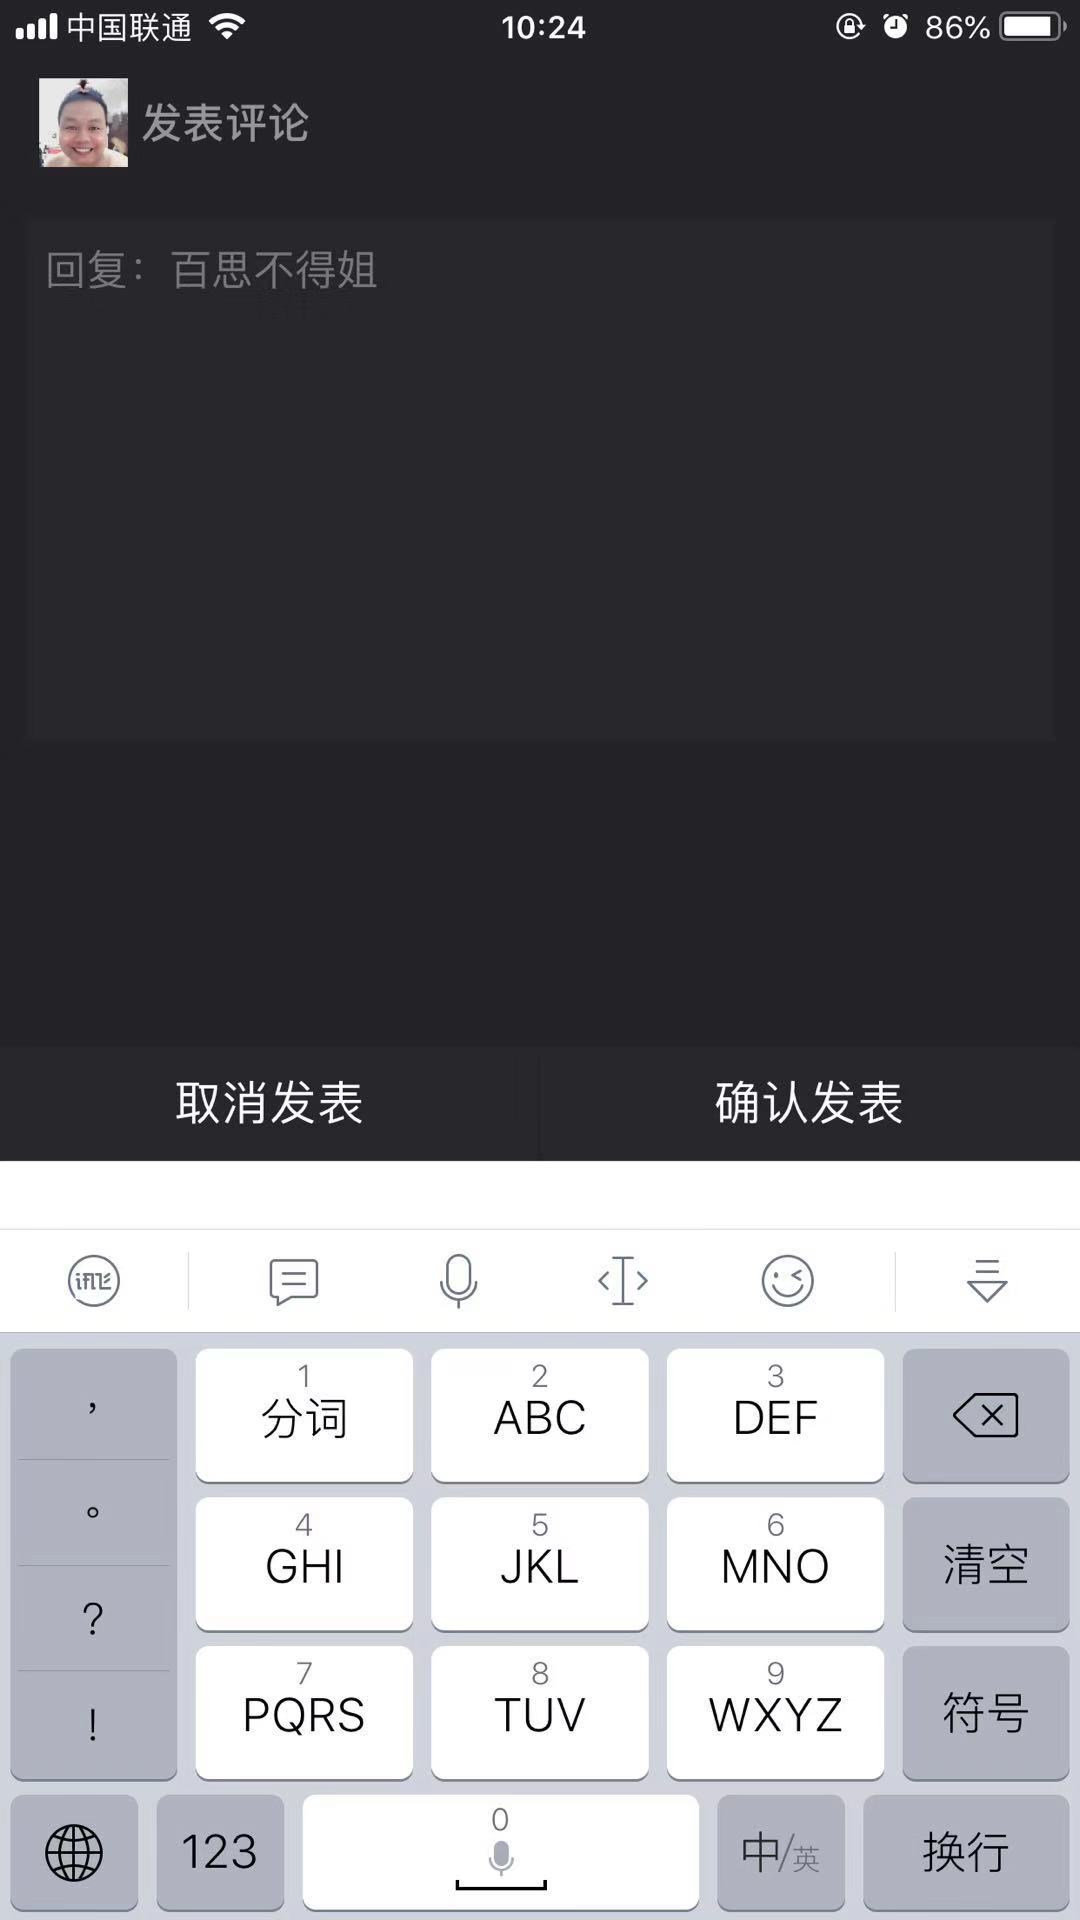 中国联通 10:24 86%
发表评论
回复：百思不得姐
取消发表 确认发表
讯飞
， 1 2 3
分词 ABC DEF
。 4 5 6
GHI JKL MNO 清空
？ 7 8 9
！ PQRS TUV WXYZ 符号
0
123 中/英 换行